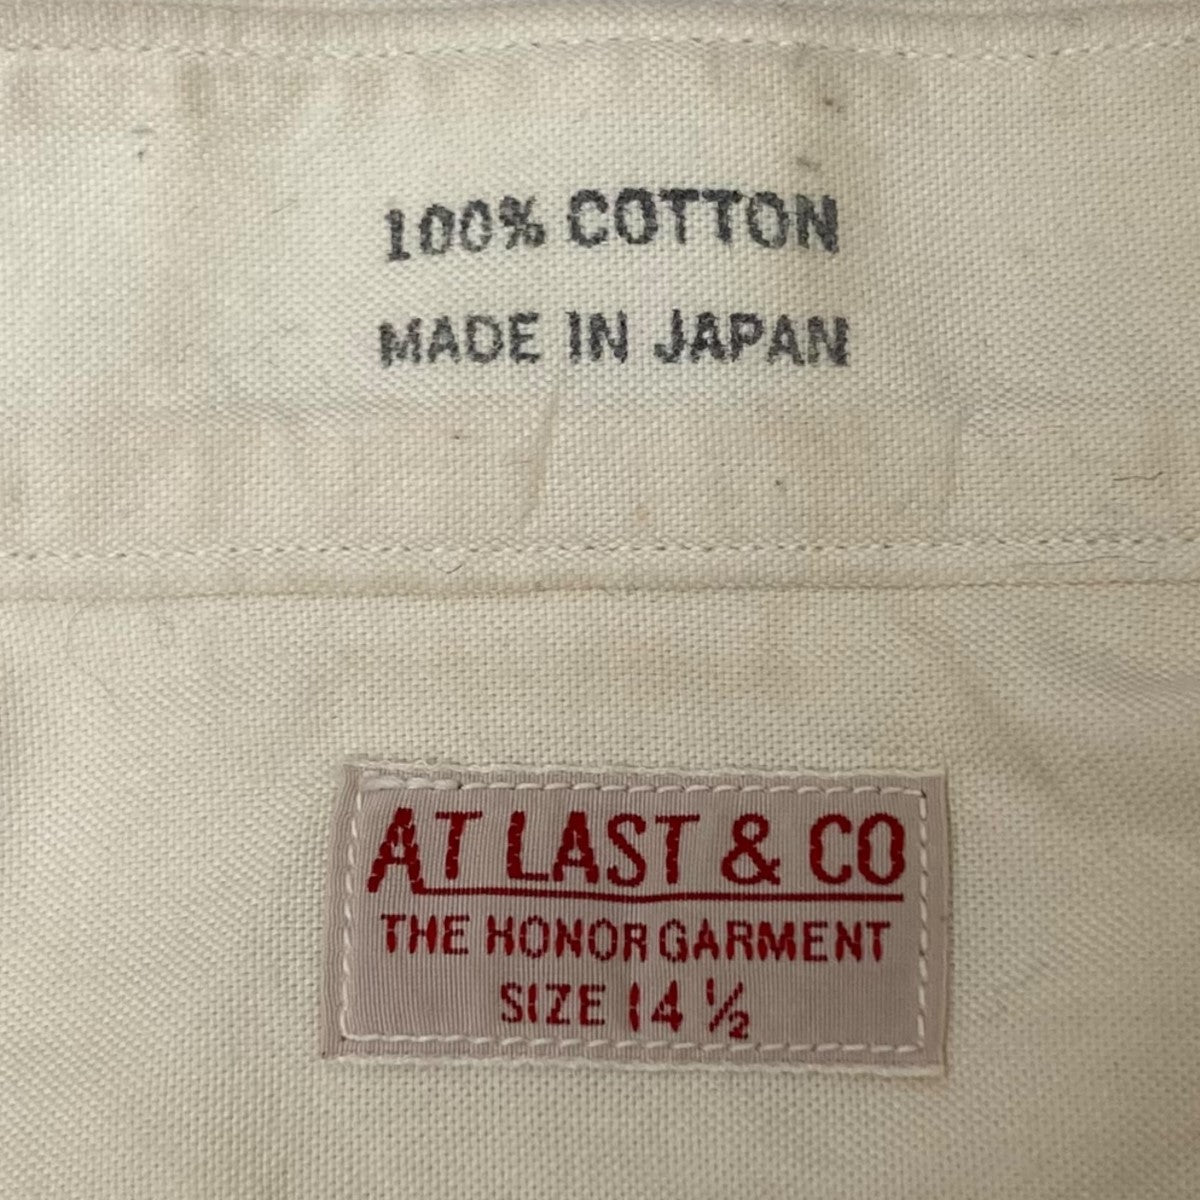 100% COTTON
MADE IN JAPAN
AT LAST & CO
THE HONOR GARMENT
SIZE 14 ½